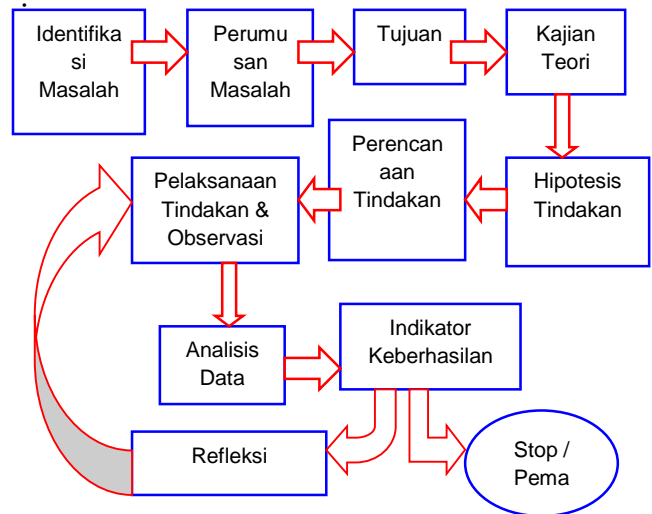 Identifika
si
Masalah
Perumu
san
Masalah
Tujuan
Kajian
Teori
Hipotesis
Tindakan
Perencan
aan
Tindakan
Pelaksanaan
Tindakan &
Observasi
Analisis
Data
Indikator
Keberhasilan
Refleksi
Stop /
Pema